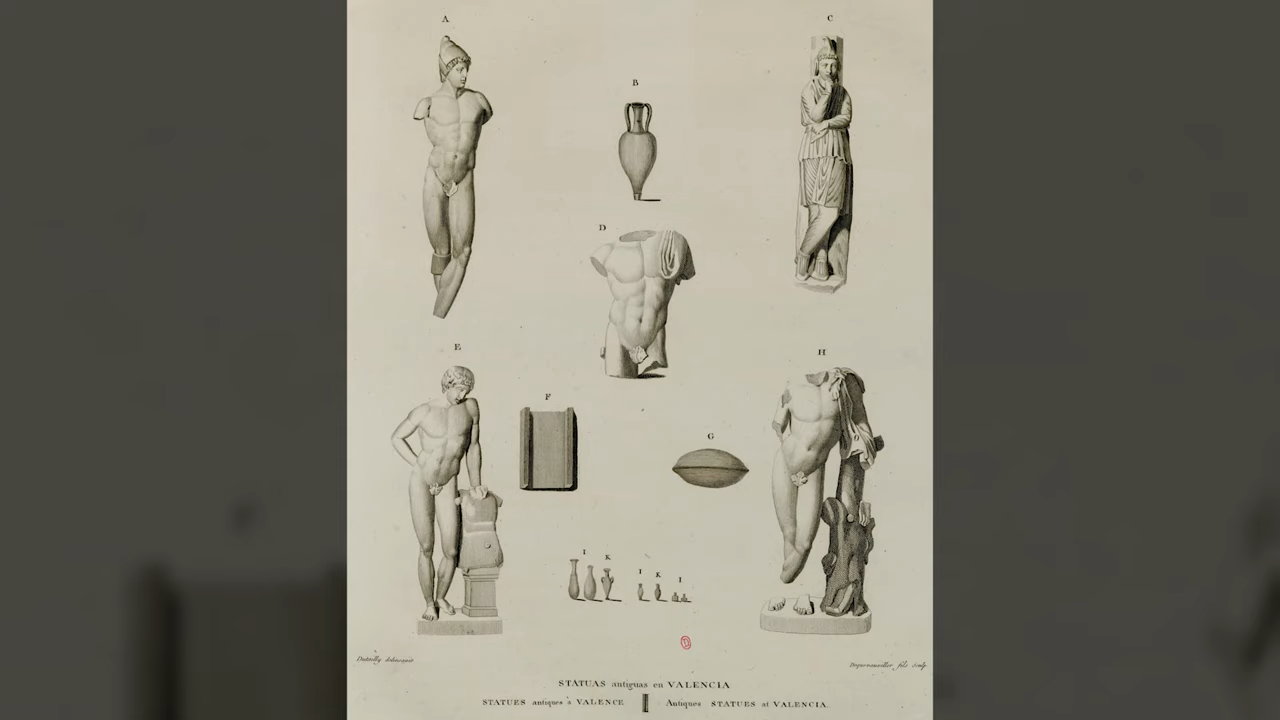 A
C
B
D
E
H
F
G
I
K
I
K
I
STATUAS antiguas en VALENCIA
STATUES antiques à VALENCE
Antiques STATUES at VALENCIA.